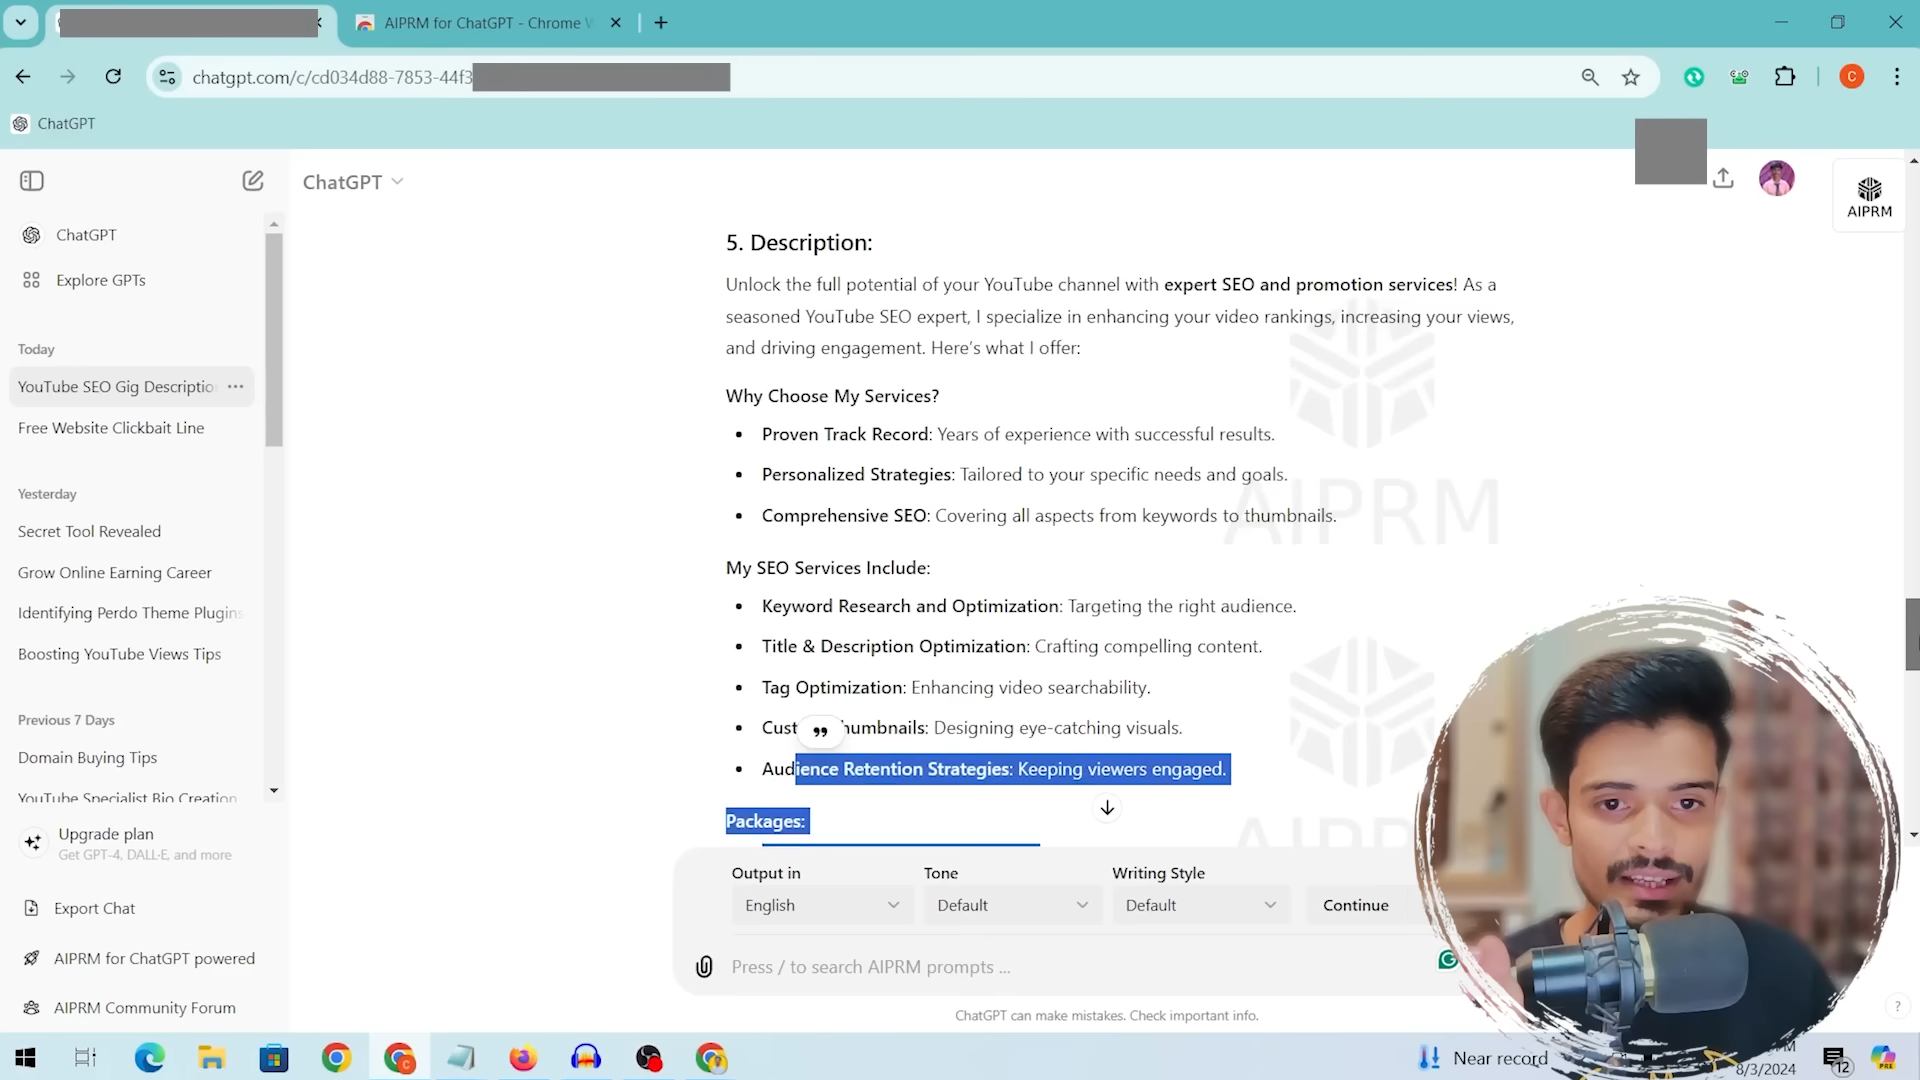 AIPRM for ChatGPT - Chrome W
chatgpt.com/c/cd034d88-7853-44f3
C
ChatGPT
ChatGPT
AIPRM
ChatGPT
Explore GPTs
Today
YouTube SEO Gig Descriptio
Free Website Clickbait Line
Yesterday
Secret Tool Revealed
Grow Online Earning Career
Identifying Perdo Theme Plugins
Boosting YouTube Views Tips
Previous 7 Days
Domain Buying Tips
YouTube Specialist Bio Creation
Upgrade plan
Get GPT-4, DALL·E, and more
Export Chat
AIPRM for ChatGPT powered
AIPRM Community Forum
5. Description:
Unlock the full potential of your YouTube channel with expert SEO and promotion services! As a
seasoned YouTube SEO expert, I specialize in enhancing your video rankings, increasing your views,
and driving engagement. Here’s what I offer:
Why Choose My Services?
• Proven Track Record: Years of experience with successful results.
• Personalized Strategies: Tailored to your specific needs and goals.
• Comprehensive SEO: Covering all aspects from keywords to thumbnails.
AIPRM
My SEO Services Include:
• Keyword Research and Optimization: Targeting the right audience.
• Title & Description Optimization: Crafting compelling content.
• Tag Optimization: Enhancing video searchability.
• Cust humbnails: Designing eye-catching visuals.
• Audience Retention Strategies: Keeping viewers engaged.
Packages:
AIPRM
Output in
Tone
Writing Style
English
Default
Default
Continue
Press / to search AIPRM prompts ...
ChatGPT can make mistakes. Check important info.
?
Near record
8/3/2024
12
PRE